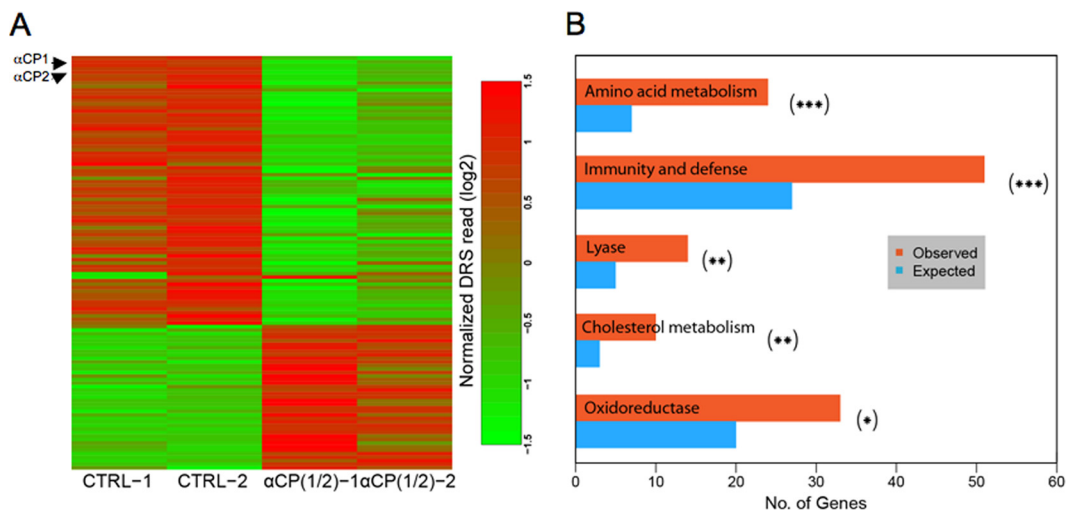 A
αCP1
αCP2
CTRL−1 CTRL−2 αCP(1/2)−1 αCP(1/2)−2
Normalized DRS read (log2)
1.5
1
0.5
0
−0.5
−1
−1.5
B
Amino acid metabolism
(***)
Immunity and defense
(***)
Lyase
(**)
Observed
Expected
Cholesterol metabolism
(**)
Oxidoreductase
(*)
0 10 20 30 40 50 60
No. of Genes